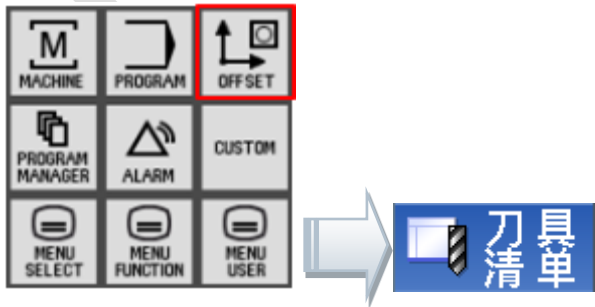 M
MACHINE
PROGRAM
OFFSET
PROGRAM
MANAGER
ALARM
CUSTOM
MENU
SELECT
MENU
FUNCTION
MENU
USER
刀具
清单